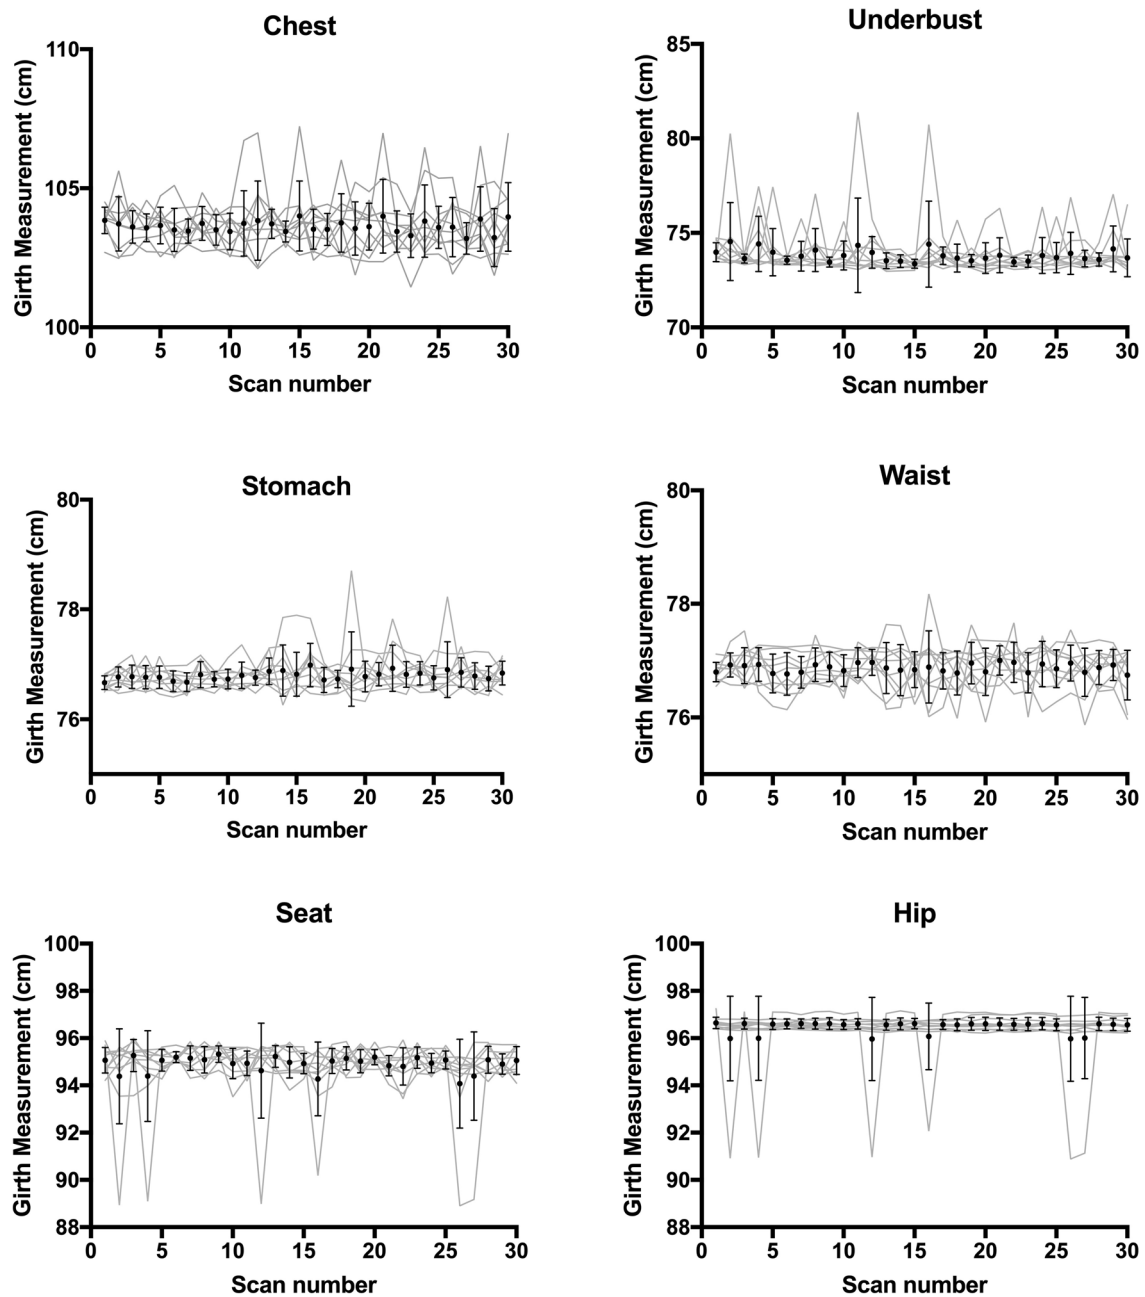 Chest
Girth Measurement (cm)
110
105
100
0 5 10 15 20 25 30
Scan number
Underbust
Girth Measurement (cm)
85
80
75
70
0 5 10 15 20 25 30
Scan number
Stomach
Girth Measurement (cm)
80
78
76
0 5 10 15 20 25 30
Scan number
Waist
Girth Measurement (cm)
80
78
76
0 5 10 15 20 25 30
Scan number
Seat
Girth Measurement (cm)
100
98
96
94
92
90
88
0 5 10 15 20 25 30
Scan number
Hip
Girth Measurement (cm)
100
98
96
94
92
90
88
0 5 10 15 20 25 30
Scan number